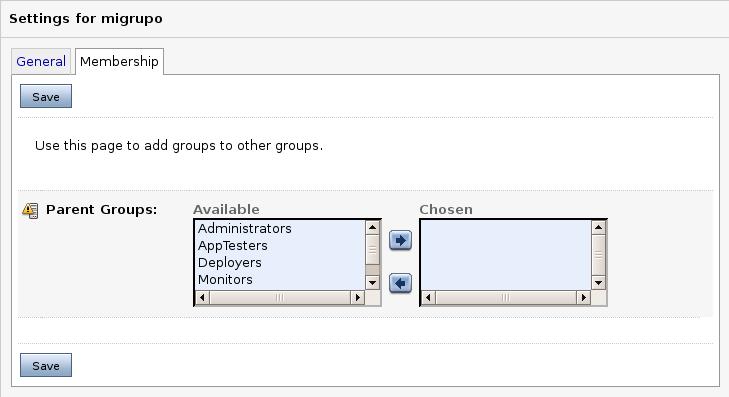 Settings for migrupo
General Membership
Save
Use this page to add groups to other groups.
Parent Groups: Available Chosen
Administrators
AppTesters
Deployers
Monitors
Save